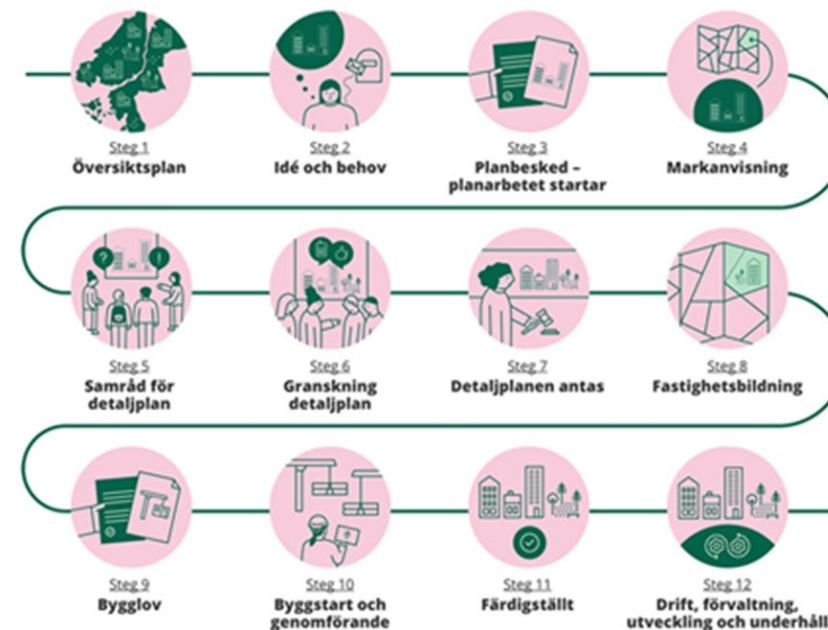 Steg 1
Översiktsplan
Steg 2
Idé och behov
Steg 3
Planbesked –
planarbetet startar
Steg 4
Markanvisning
Steg 5
Samråd för
detaljplan
Steg 6
Granskning
detaljplan
Steg 7
Detaljplanen antas
Steg 8
Fastighetsbildning
Steg 9
Bygglov
Steg 10
Byggstart och
genomförande
Steg 11
Färdigställt
Steg 12
Drift, förvaltning,
utveckling och underhåll